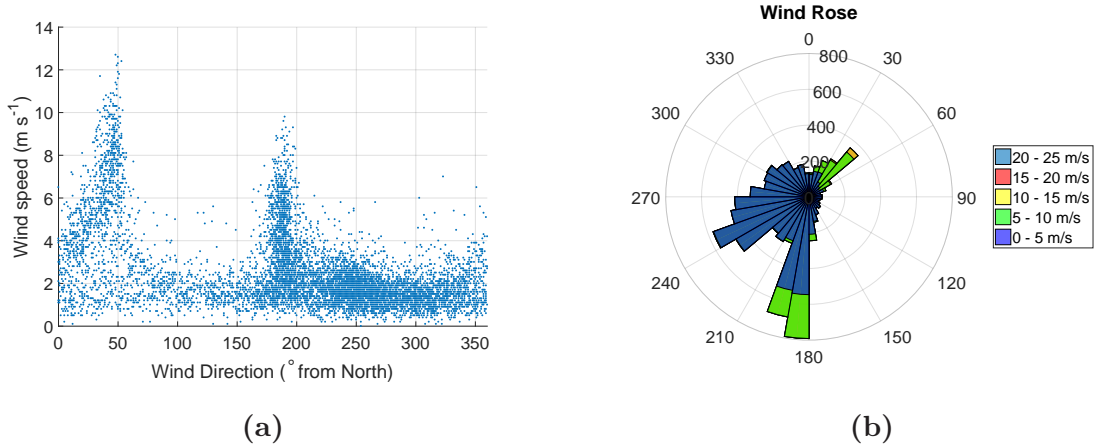 14
12
10
8
6
4
2
0
Wind speed (m s⁻¹)
0 50 100 150 200 250 300 350
Wind Direction (° from North)
(a)
Wind Rose
0
30
60
90
120
150
180
210
240
270
300
330
800
600
400
200
0
20 - 25 m/s
15 - 20 m/s
10 - 15 m/s
5 - 10 m/s
0 - 5 m/s
(b)